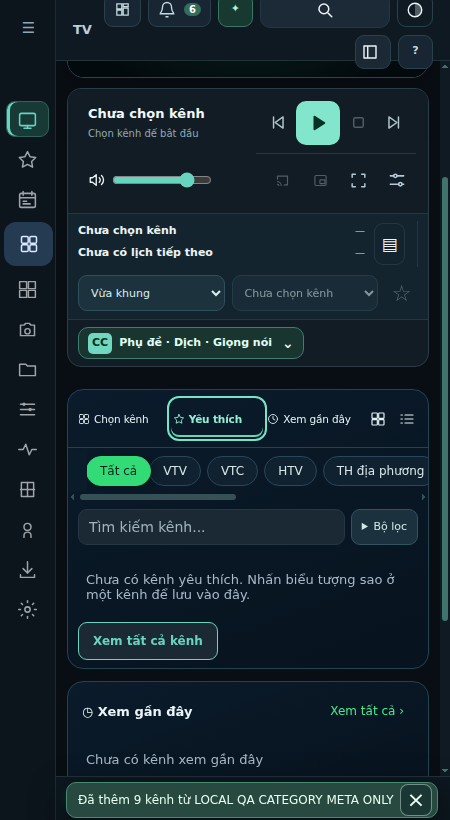 TV
6
?
Chưa chọn kênh
Chọn kênh để bắt đầu
Chưa chọn kênh —
Chưa có lịch tiếp theo —
Vừa khung Chưa chọn kênh
CC Phụ đề · Dịch · Giọng nói
Chọn kênh Yêu thích Xem gần đây
Tất cả VTV VTC HTV TH địa phương
Tìm kiếm kênh... Bộ lọc
Chưa có kênh yêu thích. Nhấn biểu tượng sao ở
một kênh để lưu vào đây.
Xem tất cả kênh
Xem gần đây Xem tất cả ›
Chưa có kênh xem gần đây
Đã thêm 9 kênh từ LOCAL QA CATEGORY META ONLY